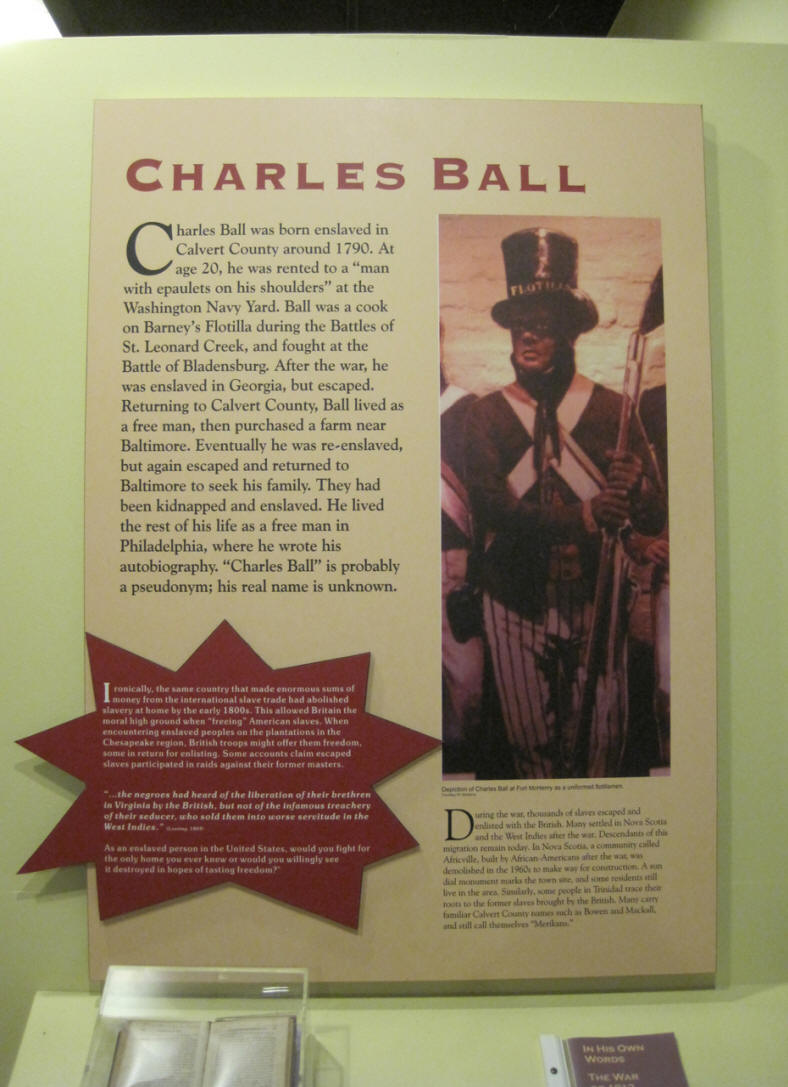 CHARLES BALL
Charles Ball was born enslaved in
Calvert County around 1790. At
age 20, he was rented to a “man
with epaulets on his shoulders” at the
Washington Navy Yard. Ball was a cook
on Barney's Flotilla during the Battles of
St. Leonard Creek, and fought at the
Battle of Bladensburg. After the war, he
was enslaved in Georgia, but escaped.
Returning to Calvert County, Ball lived as
a free man, then purchased a farm near
Baltimore. Eventually he was re-enslaved,
but again escaped and returned to
Baltimore to seek his family. They had
been kidnapped and enslaved. He lived
the rest of his life as a free man in
Philadelphia, where he wrote his
autobiography. “Charles Ball” is probably
a pseudonym; his real name is unknown.
FLOTILLA
Ironically, the same country that made enormous sums of
money from the international slave trade had abolished
slavery at home by the early 1800s. This allowed Britain the
moral high ground when “freeing” American slaves. When
encountering enslaved peoples on the plantations in the
Chesapeake region, British troops might offer them freedom,
some in return for enlisting. Some accounts claim escaped
slaves participated in raids against their former masters.
“...the negroes had heard of the liberation of their brethren
in Virginia by the British, but not of the infamous treachery
of their seducer, who sold them into worse servitude in the
West Indies.”
As an enslaved person in the United States, would you fight for
the only home you ever knew or would you willingly see
it destroyed in hopes of tasting freedom?”
Depiction of Charles Ball at Fort McHenry as a uniformed flotillaman.
During the war, thousands of slaves escaped and
enlisted with the British. Many settled in Nova Scotia
and the West Indies after the war. Descendants of this
migration remain today. In Nova Scotia, a community called
Africville, built by African-Americans after the war, was
demolished in the 1960s to make way for construction. A sun
dial monument marks the town site, and some residents still
live in the area. Similarly, some people in Trinidad trace their
roots to the former slaves brought by the British. Many carry
familiar Calvert County names such as Bowen and Mackall,
and still call themselves “Merikans.”
IN HIS OWN
WORDS
THE WAR